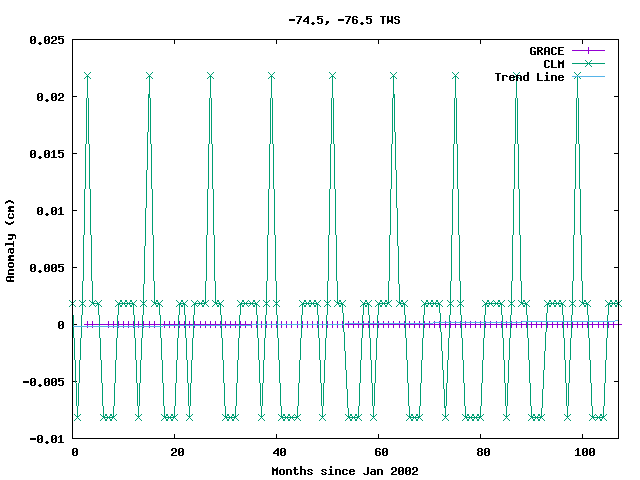 -74.5, -76.5 TWS
GRACE
CLM
Trend Line
0.025
0.02
0.015
0.01
0.005
0
-0.005
-0.01
Anomaly (cm)
0 20 40 60 80 100
Months since Jan 2002